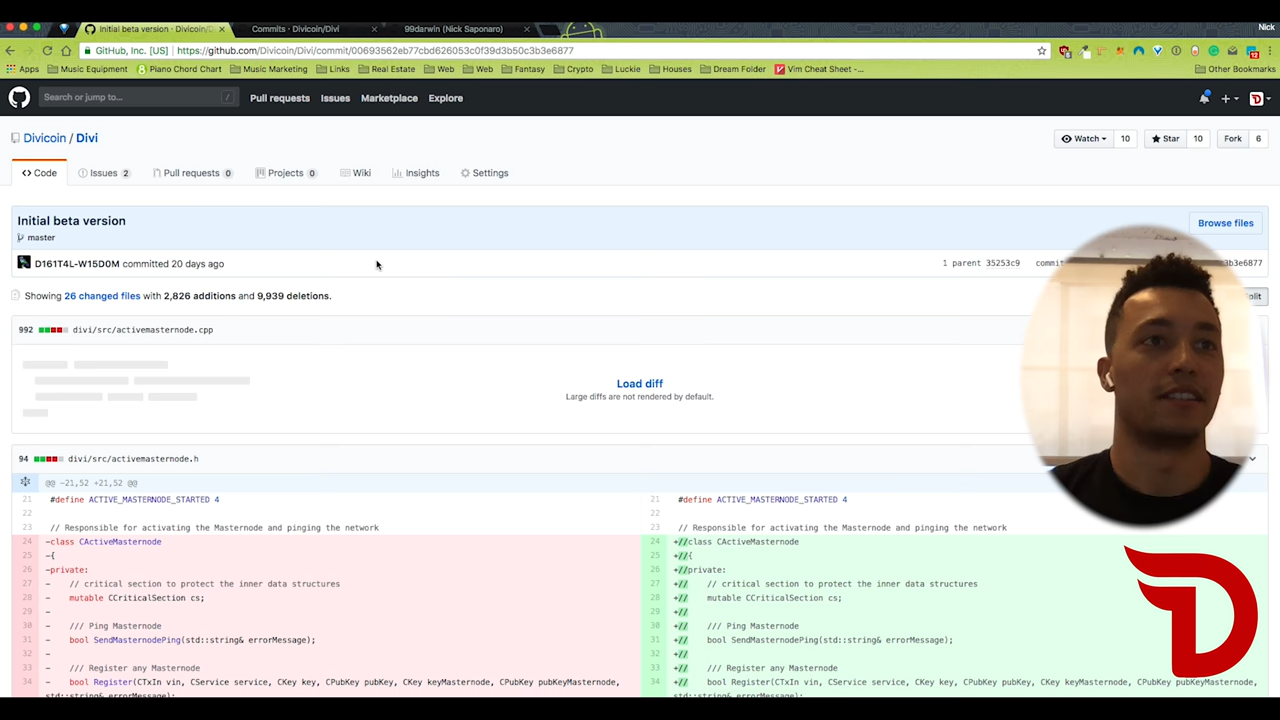 Nick
Initial beta version · Divicoin/D
Commits · Divicoin/Divi
99darwin (Nick Saponaro)
GitHub, Inc. [US] https://github.com/Divicoin/Divi/commit/00693562eb77cbd626053c0f39d3b50c3b3e6877
Apps Music Equipment Piano Chord Chart Music Marketing Links Real Estate Web Web Fantasy Crypto Luckie Houses Dream Folder Vim Cheat Sheet -... Other Bookmarks
Search or jump to... / Pull requests Issues Marketplace Explore
Divicoin / Divi
Watch 10 Star 10 Fork 6
Code Issues 2 Pull requests 0 Projects 0 Wiki Insights Settings
Initial beta version
Browse files
master
D161T4L-W15D0M committed 20 days ago
1 parent 35253c9 commit 3b3e6877
Showing 26 changed files with 2,826 additions and 9,939 deletions.
992 divi/src/activemasternode.cpp
Load diff
Large diffs are not rendered by default.
94 divi/src/activemasternode.h
@@ -21,52 +21,52 @@
21 #define ACTIVE_MASTERNODE_STARTED 4 21 #define ACTIVE_MASTERNODE_STARTED 4
22 22
23 // Responsible for activating the Masternode and pinging the network 23 // Responsible for activating the Masternode and pinging the network
24 -class CActiveMasternode 24 +//class CActiveMasternode
25 -{ 25 +//{
26 -private: 26 +//private:
27 - // critical section to protect the inner data structures 27 +// // critical section to protect the inner data structures
28 - mutable CCriticalSection cs; 28 +// mutable CCriticalSection cs;
29 - 29 +//
30 - /// Ping Masternode 30 +// /// Ping Masternode
31 - bool SendMasternodePing(std::string& errorMessage); 31 +// bool SendMasternodePing(std::string& errorMessage);
32 - 32 +//
33 - /// Register any Masternode 33 +// /// Register any Masternode
34 - bool Register(CTxIn vin, CService service, CKey key, CPubKey pubKey, CKey keyMasternode, CPubKey pubKeyMasternode, 34 +// bool Register(CTxIn vin, CService service, CKey key, CPubKey pubKey, CKey keyMasternode, CPubKey pubKeyMasternode,
std::string& errorMessage); std::string& errorMessage);